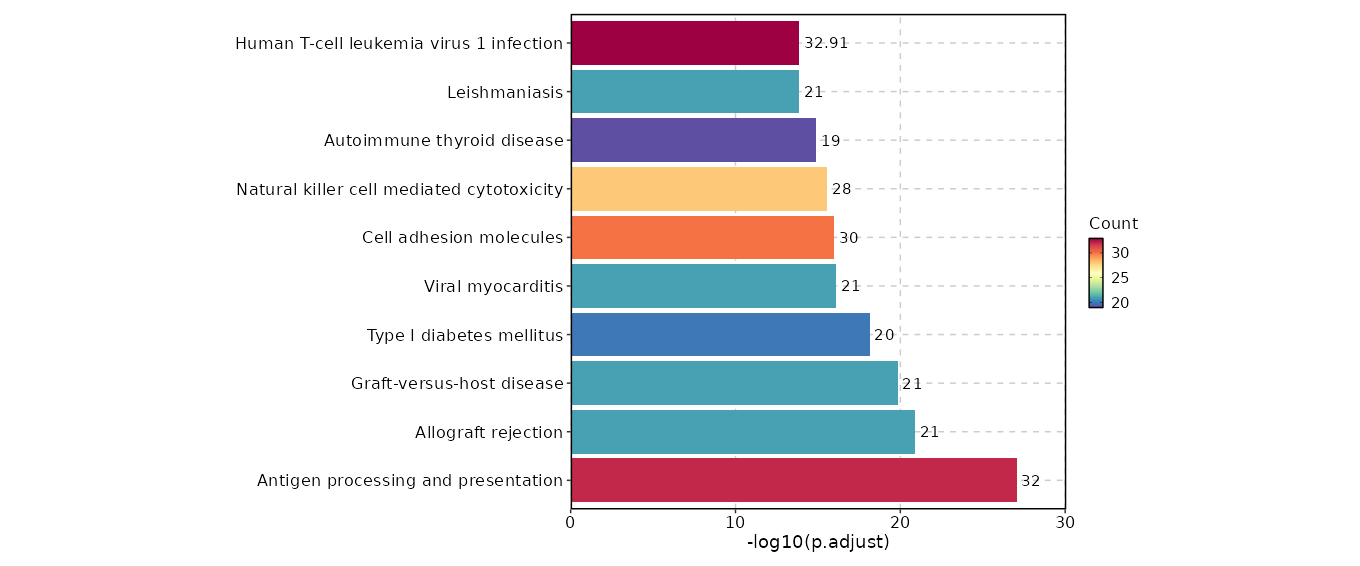 Human T-cell leukemia virus 1 infection 32.91
Leishmaniasis 21
Autoimmune thyroid disease 19
Natural killer cell mediated cytotoxicity 28
Cell adhesion molecules 30
Viral myocarditis 21
Type I diabetes mellitus 20
Graft-versus-host disease 21
Allograft rejection 21
Antigen processing and presentation 32
0 10 20 30
-log10(p.adjust)
Count
30
25
20